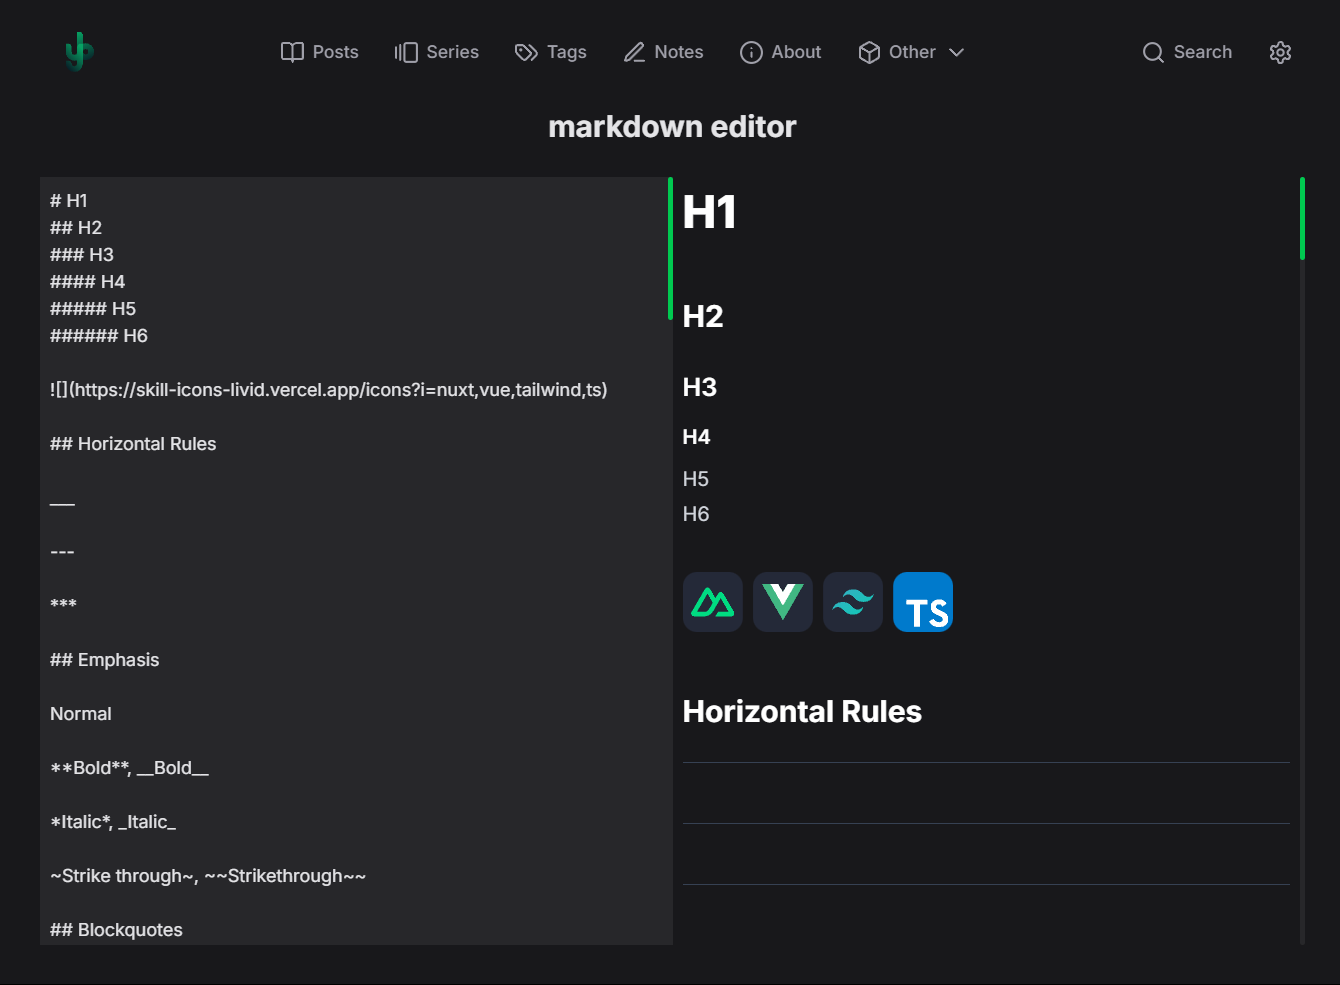 Posts
Series
Tags
Notes
About
Other
Search
markdown editor
# H1
## H2
### H3
#### H4
##### H5
###### H6
![](https://skill-icons-livid.vercel.app/icons?i=nuxt,vue,tailwind,ts)
## Horizontal Rules
___
---
***
## Emphasis
Normal
**Bold**, __Bold__
*Italic*, _Italic_
~Strike through~, ~~Strikethrough~~
## Blockquotes
H1
H2
H3
H4
H5
H6
TS
Horizontal Rules